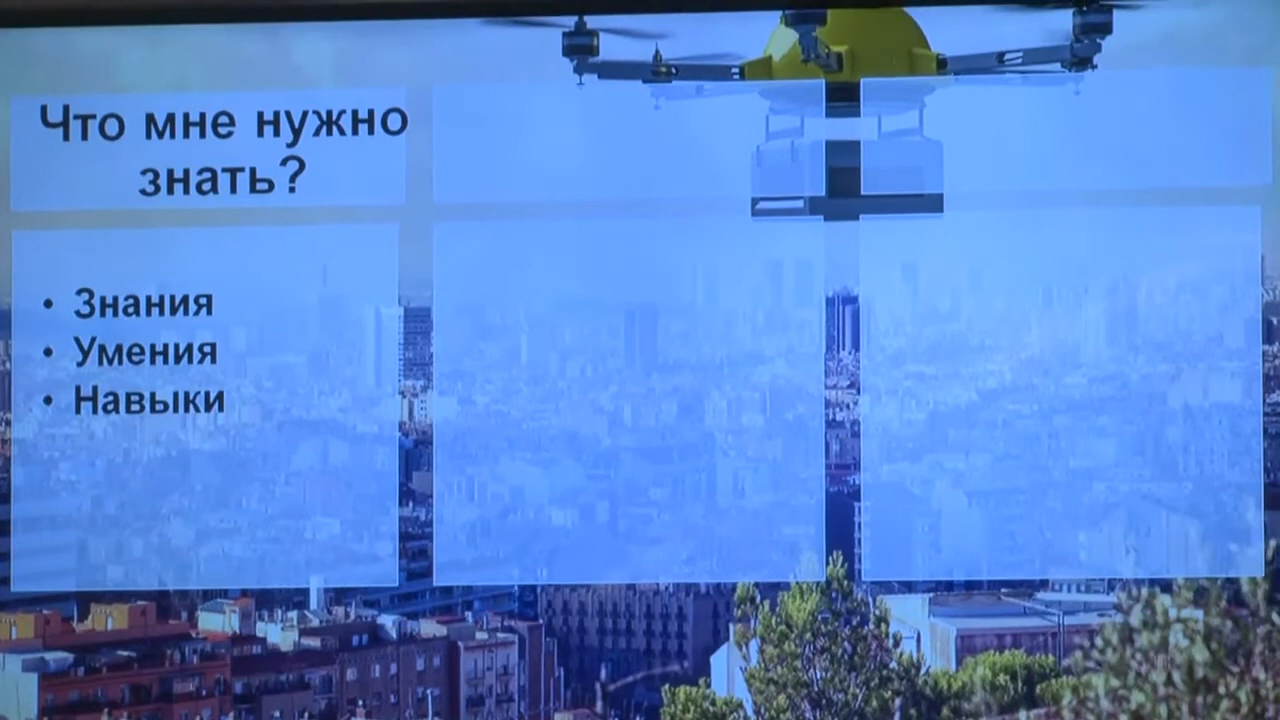 Что мне нужно
знать?
• Знания
• Умения
• Навыки